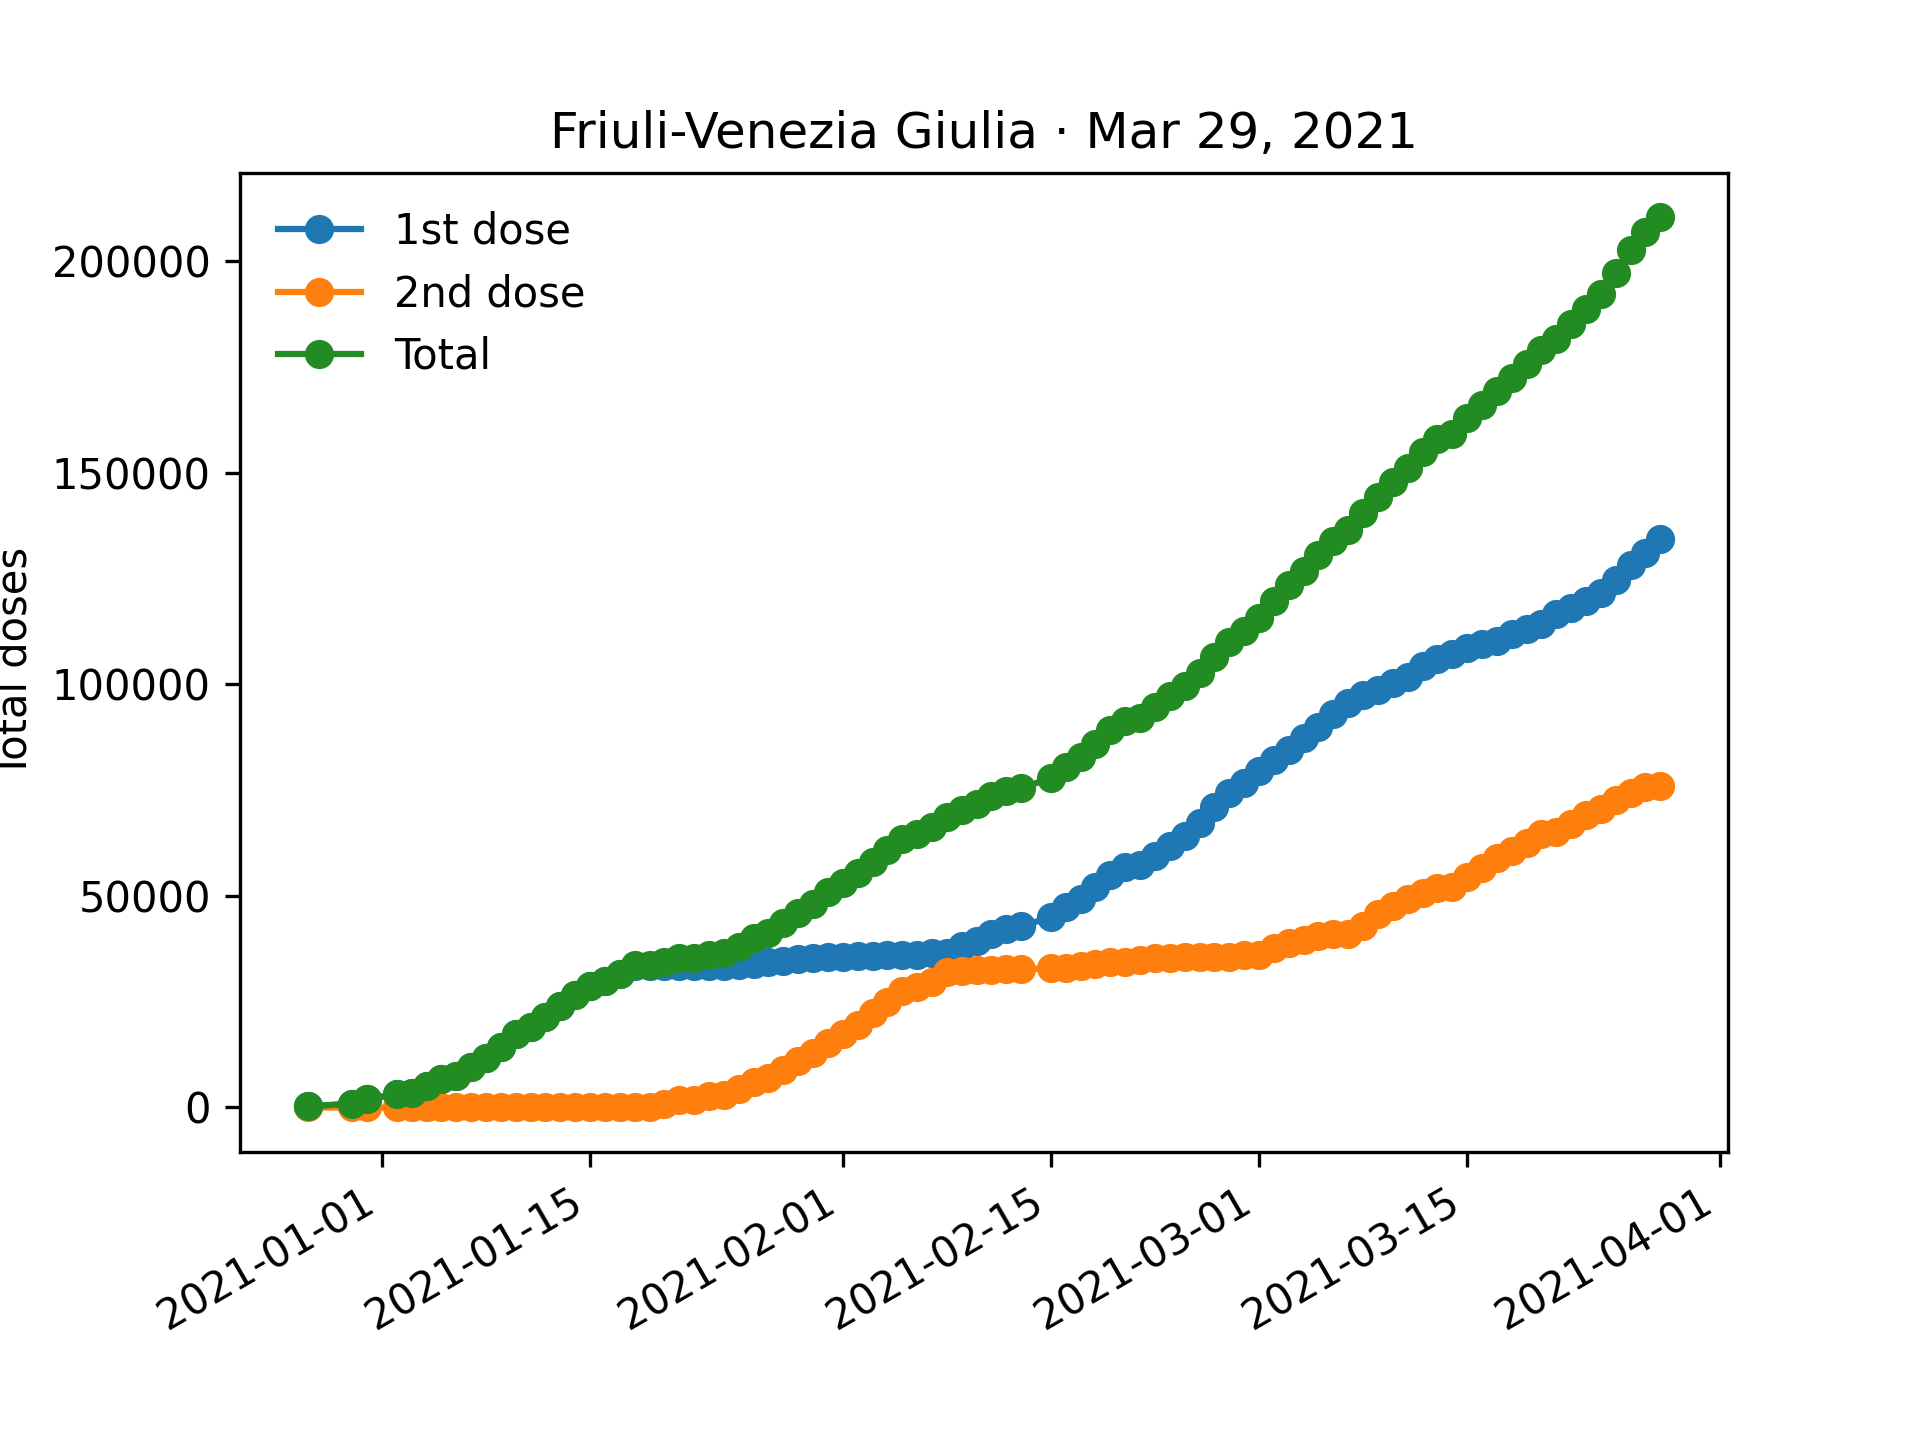 Friuli-Venezia Giulia · Mar 29, 2021
1st dose
2nd dose
Total
200000
150000
100000
50000
0
Total doses
2021-01-01
2021-01-15
2021-02-01
2021-02-15
2021-03-01
2021-03-15
2021-04-01